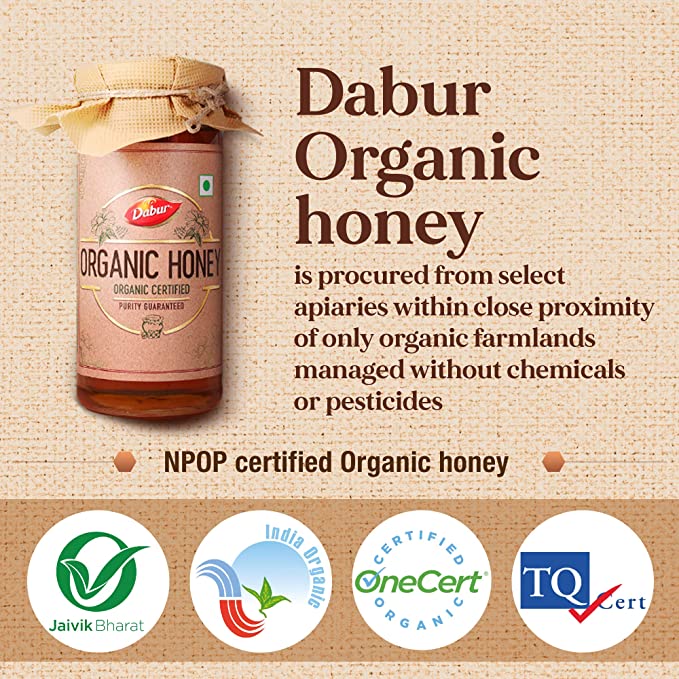 Dabur
Organic
honey
is procured from select
apiaries within close proximity
of only organic farmlands
managed without chemicals
or pesticides
Dabur
ORGANIC HONEY
ORGANIC CERTIFIED
PURITY GUARANTEED
NPOP certified Organic honey
Jaivik Bharat
India Organic
CERTIFIED
OneCert®
ORGANIC
TQ
Cert